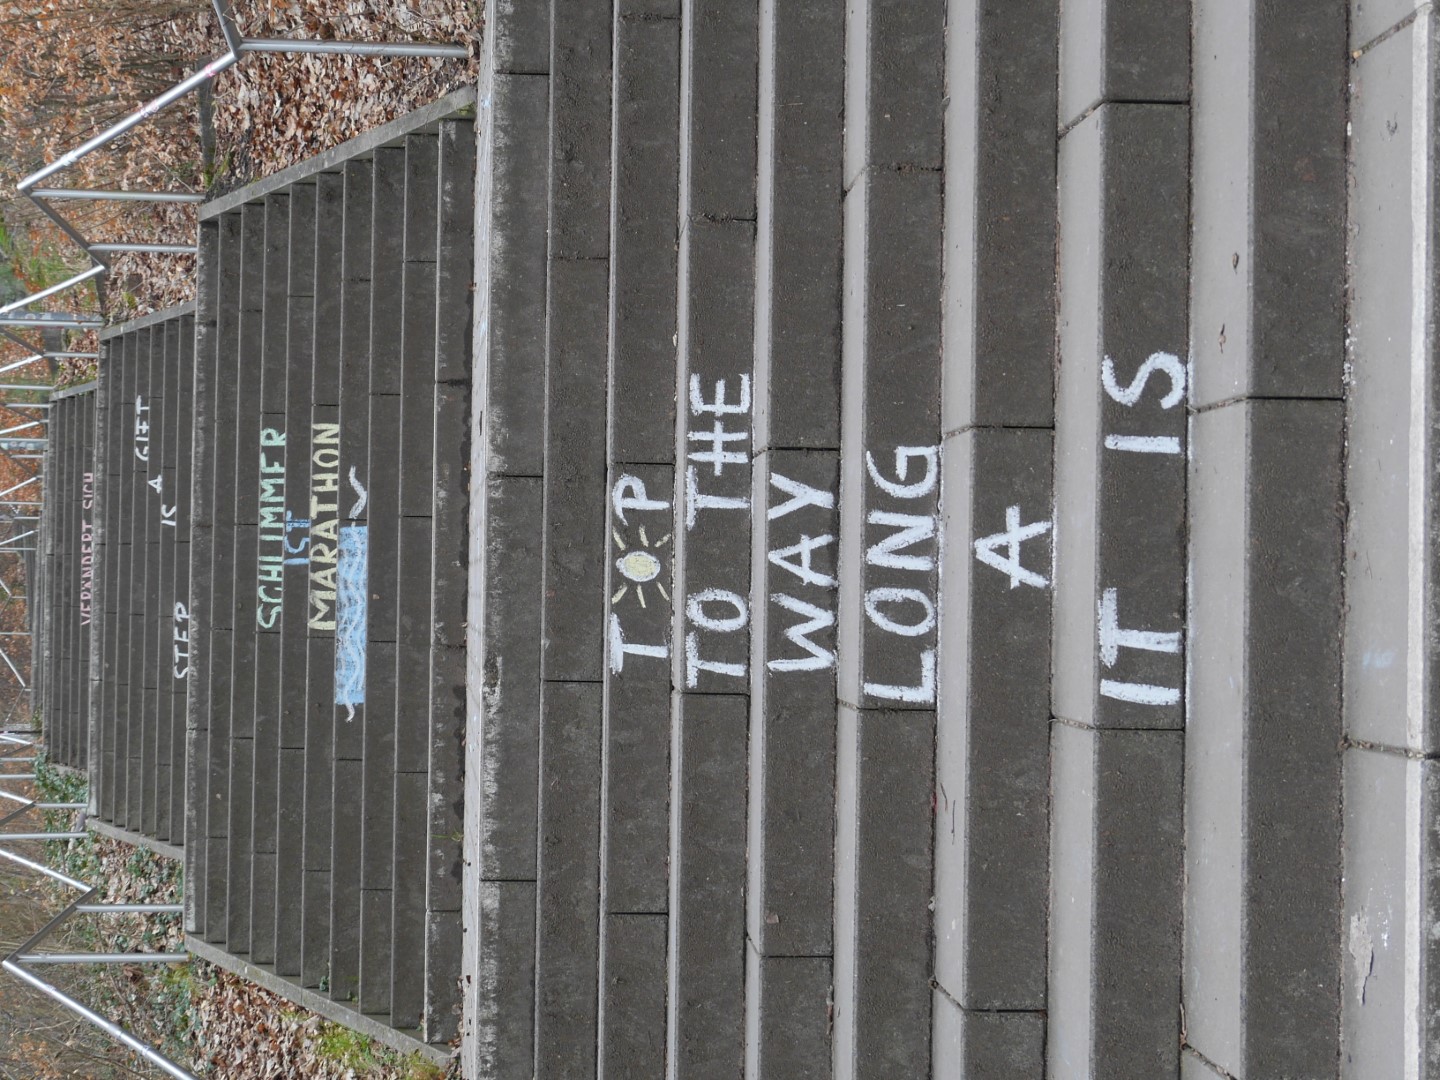 VERÄNDERT SICH
GIFT
A
IS
STEP
SCHLIMMER
IST
MARATHON
TOP
TO THE
WAY
LONG
A
IT IS